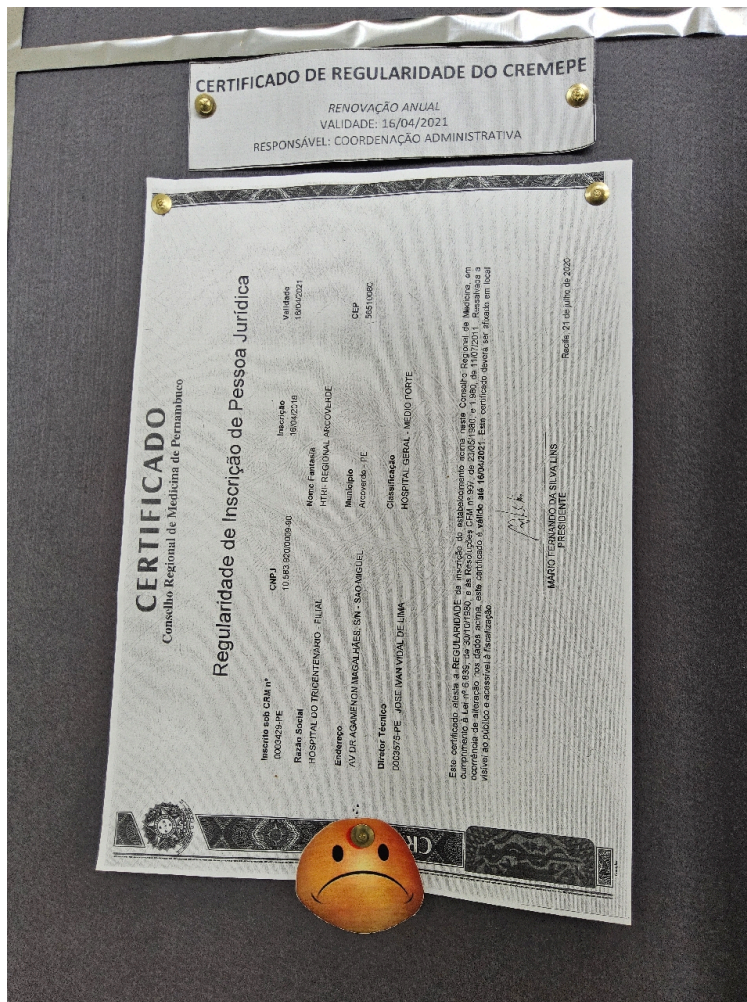 CERTIFICADO DE REGULARIDADE DO CREMEPE
RENOVAÇÃO ANUAL
VALIDADE: 16/04/2021
RESPONSÁVEL: COORDENAÇÃO ADMINISTRATIVA
CERTIFICADO
Conselho Regional de Medicina de Pernambuco
Regularidade de Inscrição de Pessoa Jurídica
Inscrito sob CRM nº CNPJ Inscrição Validade
0003429-PE 10.583.920/0009-90 16/04/2018 16/04/2021
Razão Social Nome Fantasia
HOSPITAL DO TRICENTENÁRIO - FILIAL HTRI- REGIONAL ARCOVERDE
Endereço Município CEP
AV DR AGAMENON MAGALHÃES, S/N - SAO MIGUEL Arcoverde - PE 56510080
Diretor Técnico Classificação
0003575-PE - JOSE IVAN VIDAL DE LIMA HOSPITAL GERAL - MEDIO PORTE
Este certificado atesta a REGULARIDADE da inscrição do estabelecimento acima neste Conselho Regional de Medicina, em
cumprimento à Lei nº 6.839, de 30/10/1980, e às Resoluções CFM nº 997, de 23/05/1980, e 1.980, de 11/07/2011. Ressalvada a
ocorrência de alteração nos dados acima, este certificado é válido até 16/04/2021. Este certificado deverá ser afixado em local
visível ao público e acessível à fiscalização.
Recife, 21 de julho de 2020
MÁRIO FERNANDO DA SILVA LINS
PRESIDENTE